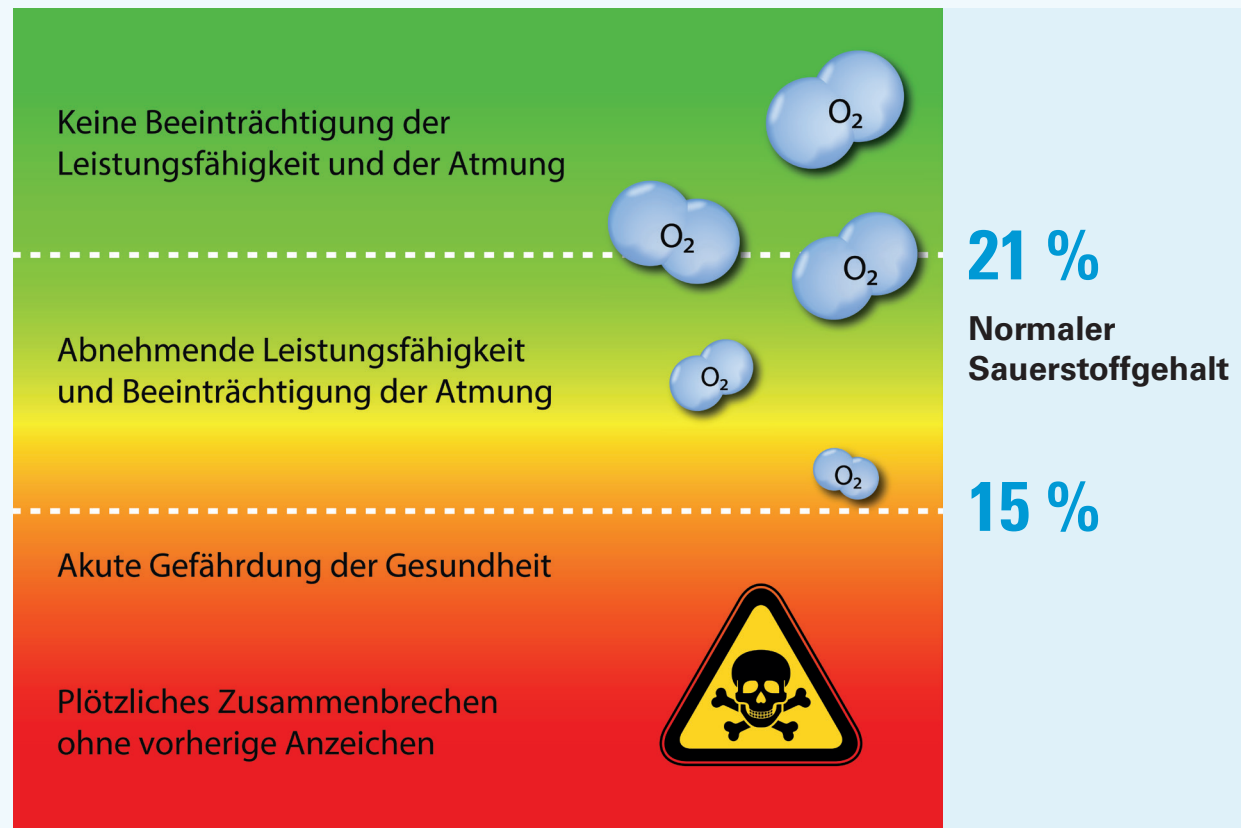 Keine Beeinträchtigung der
Leistungsfähigkeit und der Atmung
O₂
O₂
O₂
21 %
Normaler
Sauerstoffgehalt
Abnehmende Leistungsfähigkeit
und Beeinträchtigung der Atmung
O₂
O₂
15 %
Akute Gefährdung der Gesundheit
Plötzliches Zusammenbrechen
ohne vorherige Anzeichen